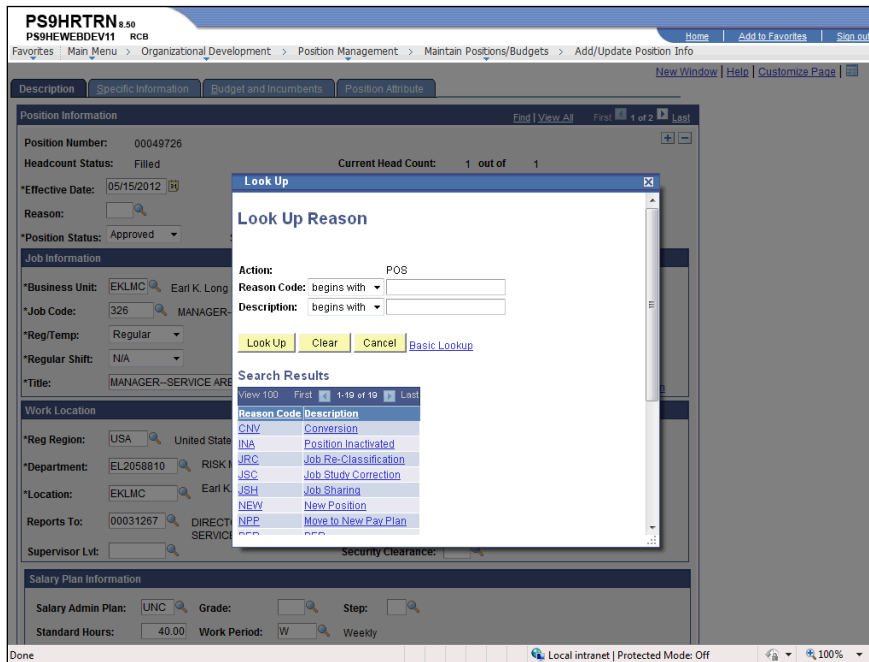 PS9HRTRN 8.50
PS9HEWEBDEV11 RCB
Home | Add to Favorites | Sign out
Favorites Main Menu > Organizational Development > Position Management > Maintain Positions/Budgets > Add/Update Position Info
New Window | Help | Customize Page |
Description Specific Information Budget and Incumbents Position Attribute
Position Information Find | View All First 1 of 2 Last
Position Number: 00049726
Headcount Status: Filled Current Head Count: 1 out of 1
*Effective Date: 05/15/2012
Reason:
*Position Status: Approved
Job Information
*Business Unit: EKLMC Earl K. Long
*Job Code: 326 MANAGER-
*Reg/Temp: Regular
*Regular Shift: N/A
*Title: MANAGER--SERVICE ARE
Work Location
*Reg Region: USA United State
*Department: EL2058810 RISK
*Location: EKLMC Earl K.
Reports To: 00031267 DIRECT
SERVICE
Supervisor Lvl: Security Clearance:
Salary Plan Information
Salary Admin Plan: UNC Grade: Step:
Standard Hours: 40.00 Work Period: W Weekly
Look Up
Look Up Reason
Action: POS
Reason Code: begins with
Description: begins with
Look Up Clear Cancel Basic Lookup
Search Results
View 100 First 1-19 of 19 Last
Reason Code Description
CNV Conversion
INA Position Inactivated
JRC Job Re-Classification
JSC Job Study Correction
JSH Job Sharing
NEW New Position
NPP Move to New Pay Plan
Done Local intranet | Protected Mode: Off 100%